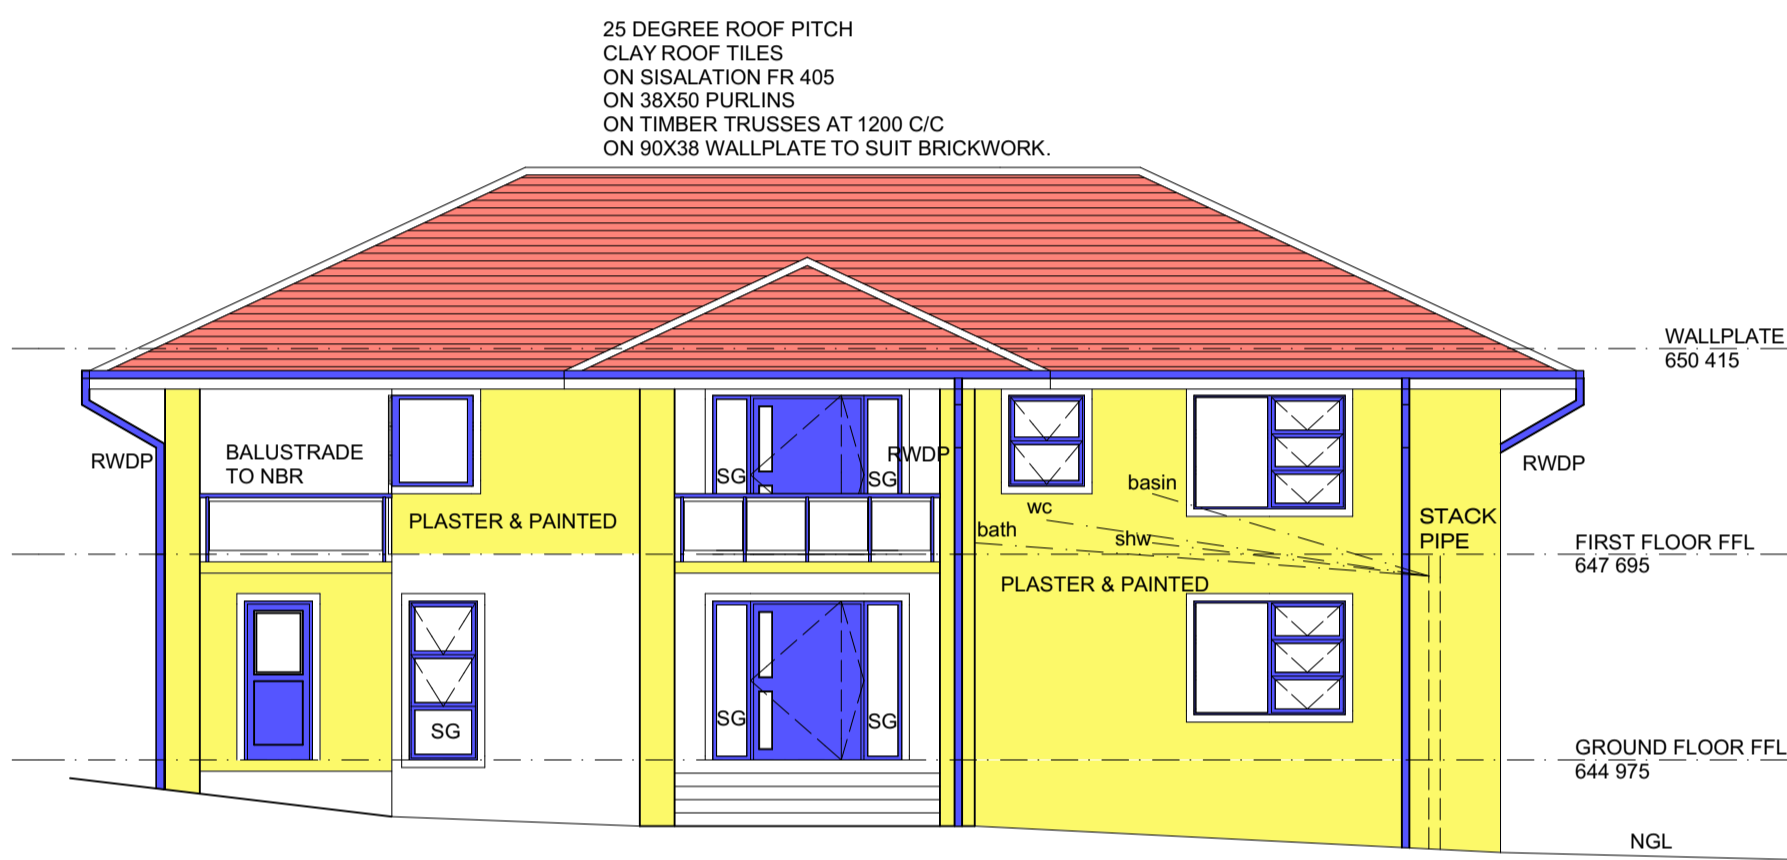 25 DEGREE ROOF PITCH
CLAY ROOF TILES
ON SISALATION FR 405
ON 38X50 PURLINS
ON TIMBER TRUSSES AT 1200 C/C
ON 90X38 WALLPLATE TO SUIT BRICKWORK.
WALLPLATE
650 415
RWDP
BALUSTRADE
TO NBR
SG
SG
RWDP
RWDP
basin
wc
bath
shw
PLASTER & PAINTED
STACK
PIPE
FIRST FLOOR FFL
647 695
PLASTER & PAINTED
SG
SG
SG
GROUND FLOOR FFL
644 975
NGL